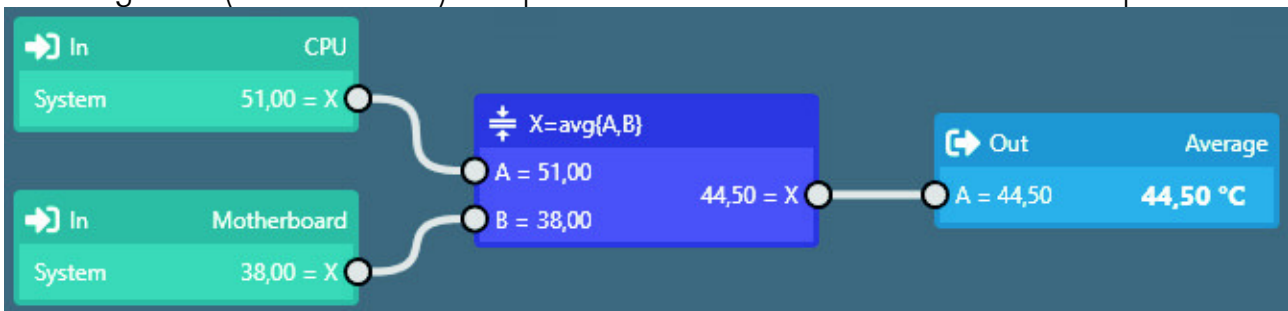 In CPU
System 51,00 = X
In Motherboard
System 38,00 = X
X=avg{A,B}
A = 51,00
44,50 = X
B = 38,00
Out Average
A = 44,50 44,50 °C